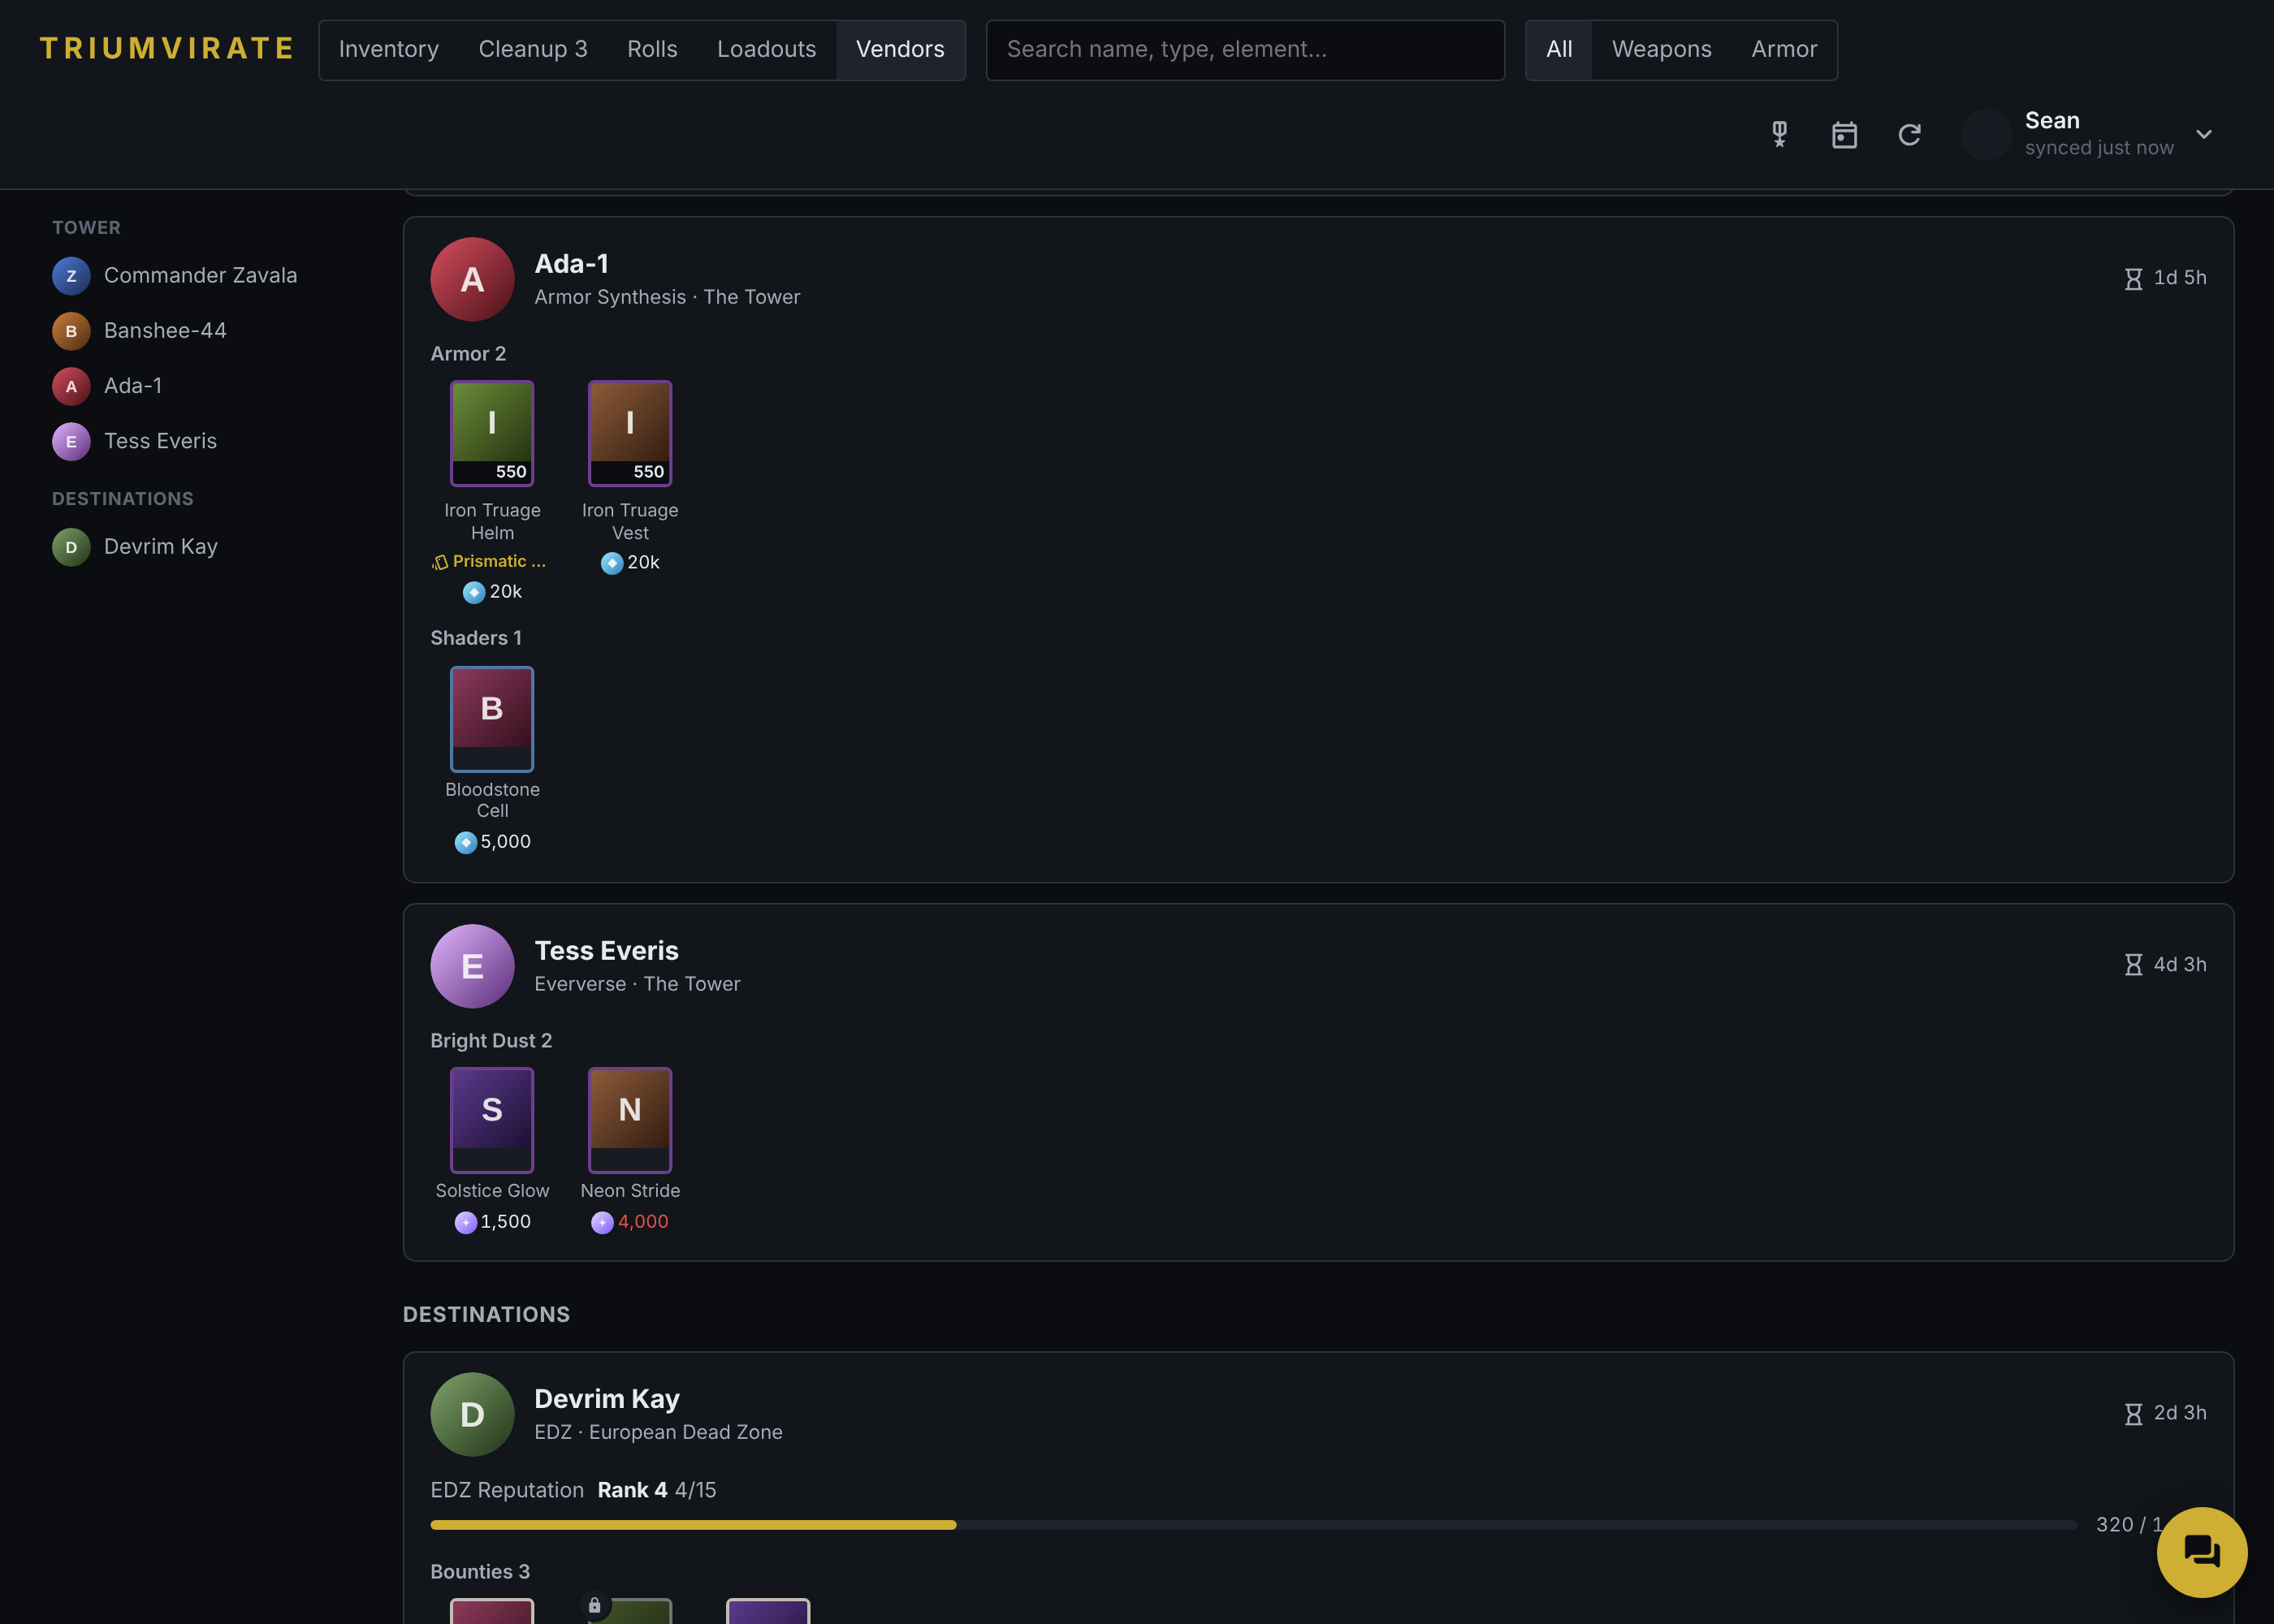 TRIUMVIRATE
Inventory Cleanup 3 Rolls Loadouts Vendors
Search name, type, element...
All Weapons Armor
Sean
synced just now
TOWER
Z Commander Zavala
B Banshee-44
A Ada-1
E Tess Everis
DESTINATIONS
D Devrim Kay
A
Ada-1
Armor Synthesis · The Tower
1d 5h
Armor 2
I
550
Iron Truage
Helm
Prismatic ...
20k
I
550
Iron Truage
Vest
20k
Shaders 1
B
Bloodstone
Cell
5,000
E
Tess Everis
Eververse · The Tower
4d 3h
Bright Dust 2
S
Solstice Glow
1,500
N
Neon Stride
4,000
DESTINATIONS
D
Devrim Kay
EDZ · European Dead Zone
2d 3h
EDZ Reputation Rank 4 4/15
320 / 1
Bounties 3